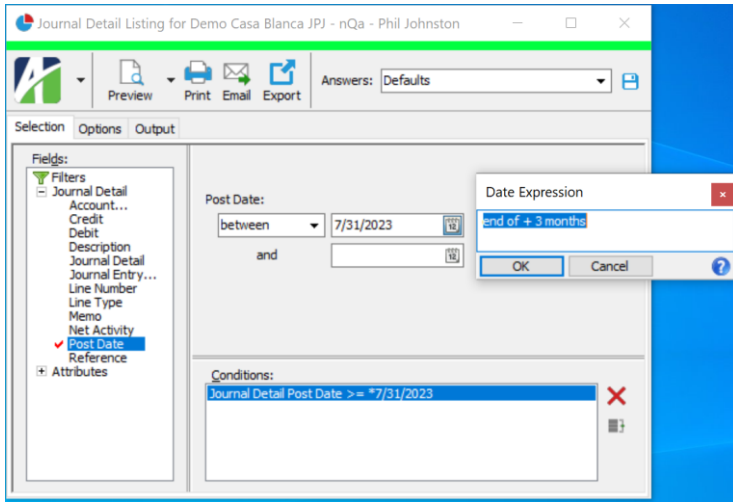 Journal Detail Listing for Demo Casa Blanca JPJ - nQa - Phil Johnston
Preview
Print
Email
Export
Answers:
Defaults
Selection
Options
Output
Fields:
Filters
Journal Detail
Account...
Credit
Debit
Description
Journal Detail
Journal Entry...
Line Number
Line Type
Memo
Net Activity
Post Date
Reference
Attributes
Post Date:
between
7/31/2023
12
and
12
Conditions:
Journal Detail Post Date >= *7/31/2023
Date Expression
end of + 3 months
OK
Cancel